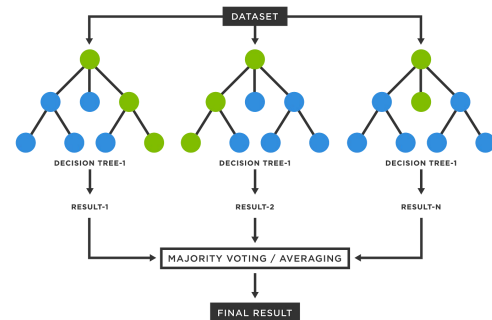 DATASET
DECISION TREE-1 DECISION TREE-1 DECISION TREE-1
RESULT-1 RESULT-2 RESULT-N
MAJORITY VOTING / AVERAGING
FINAL RESULT